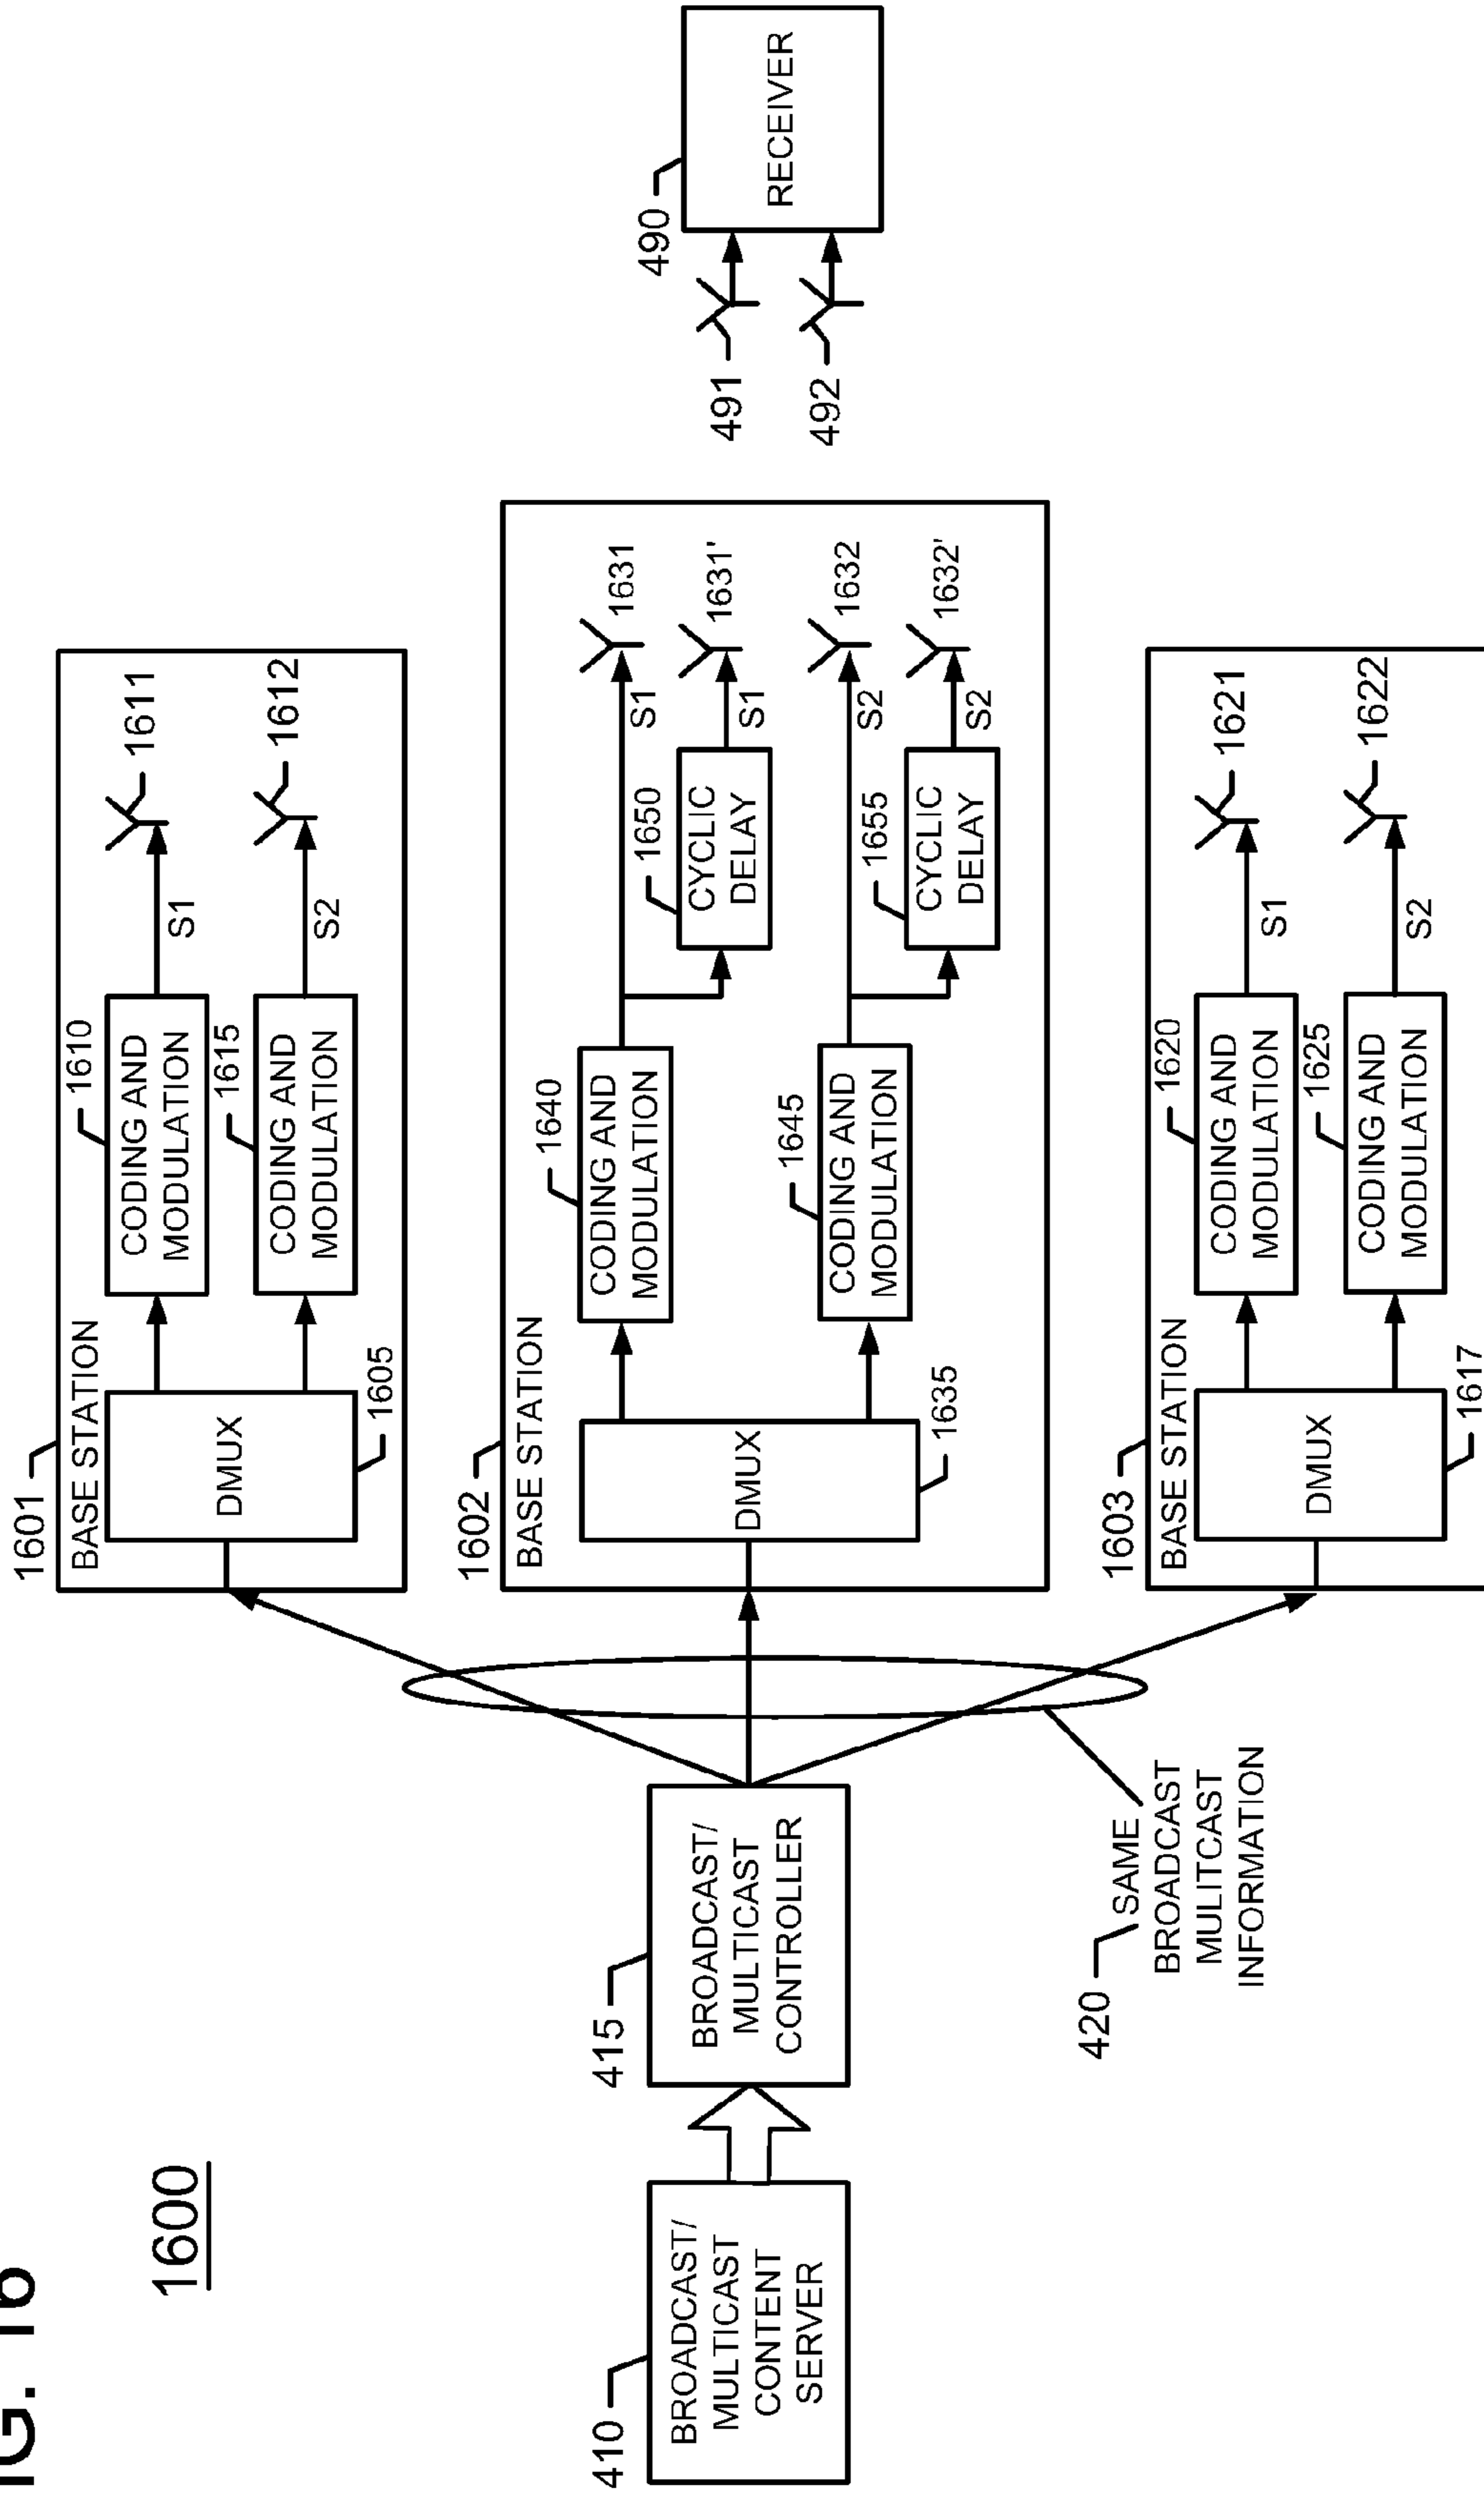 FIG. 16
1600
410
BROADCAST/
MULTICAST
CONTENT
SERVER
415
BROADCAST/
MULTICAST
CONTROLLER
420
SAME
BROADCAST
MULITCAST
INFORMATION
1601
BASE STATION
DMUX
1605
1610
CODING AND
MODULATION
1615
CODING AND
MODULATION
S1
S2
1611
1612
1602
BASE STATION
DMUX
1635
1640
CODING AND
MODULATION
1645
CODING AND
MODULATION
1650
CYCLIC
DELAY
1655
CYCLIC
DELAY
S1
S1
S2
S2
1631
1631'
1632
1632'
1603
BASE STATION
DMUX
1617
1620
CODING AND
MODULATION
1625
CODING AND
MODULATION
S1
S2
1621
1622
490
491
492
RECEIVER